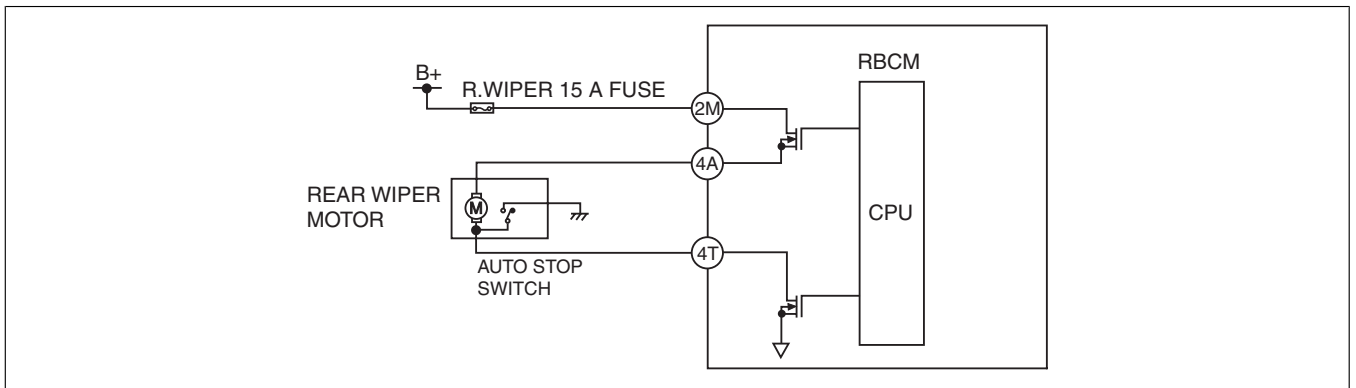 RBCM
B+
R.WIPER 15 A FUSE
2M
4A
REAR WIPER
MOTOR
M
CPU
4T
AUTO STOP
SWITCH